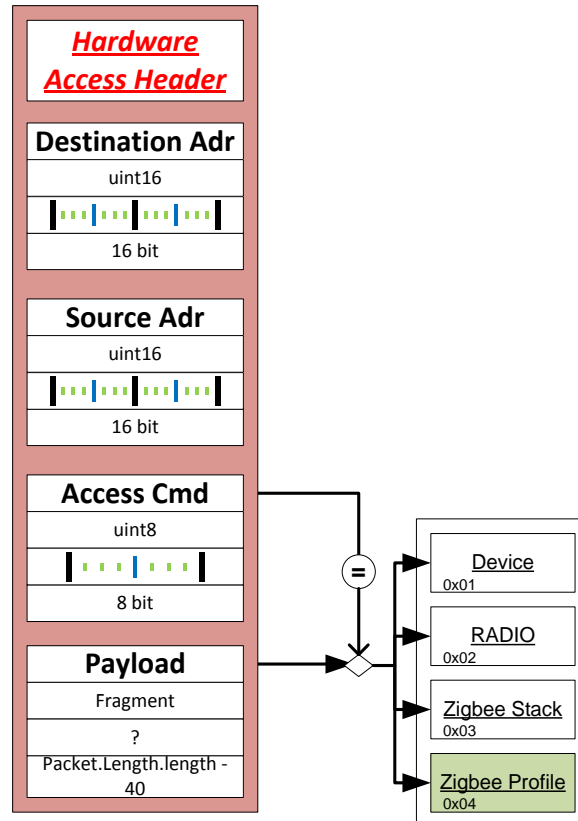 Hardware
Access Header
Destination Adr
uint16
16 bit
Source Adr
uint16
16 bit
Access Cmd
uint8
8 bit
Payload
Fragment
?
Packet.Length.length -
40
=
Device
0x01
RADIO
0x02
Zigbee Stack
0x03
Zigbee Profile
0x04